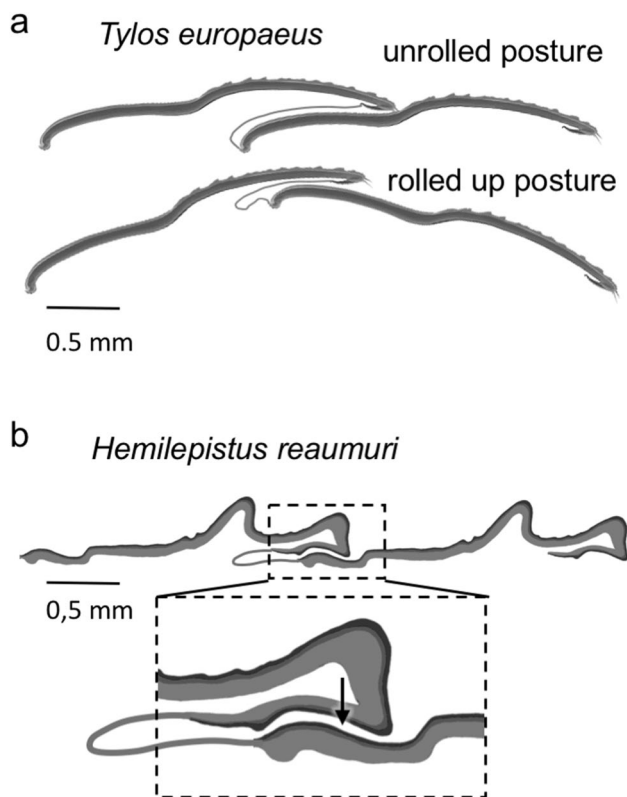 a
Tylos europaeus
unrolled posture
rolled up posture
0.5 mm
b
Hemilepistus reaumuri
0,5 mm